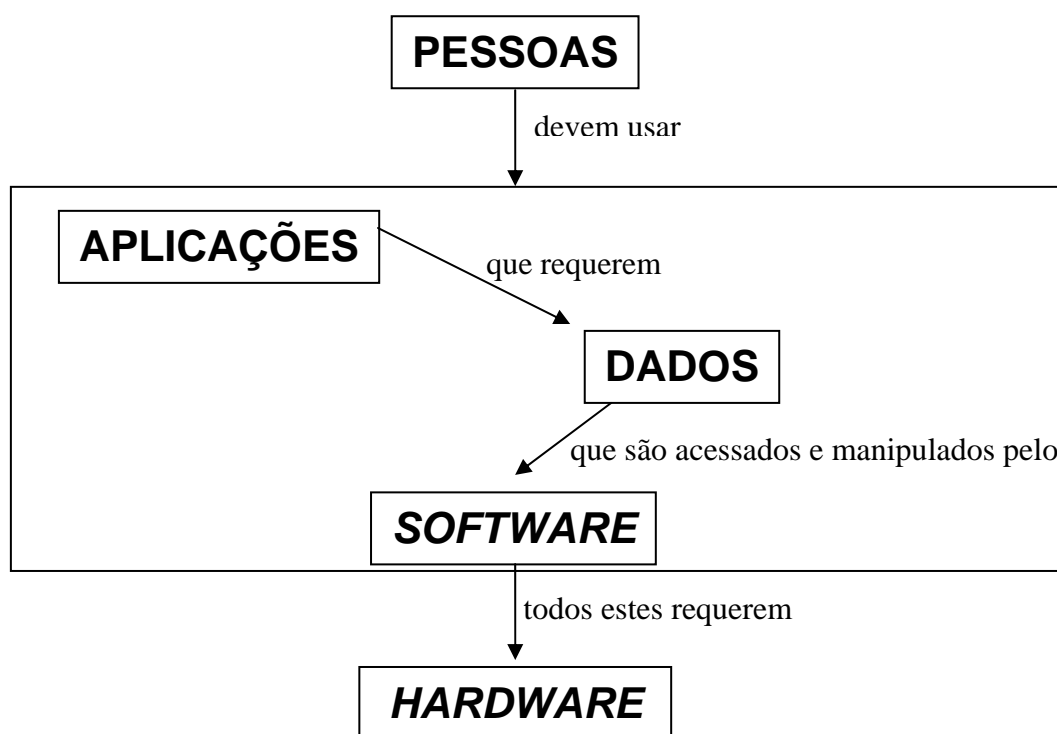 PESSOAS
devem usar
APLICAÇÕES
que requerem
DADOS
que são acessados e manipulados pelo
SOFTWARE
todos estes requerem
HARDWARE